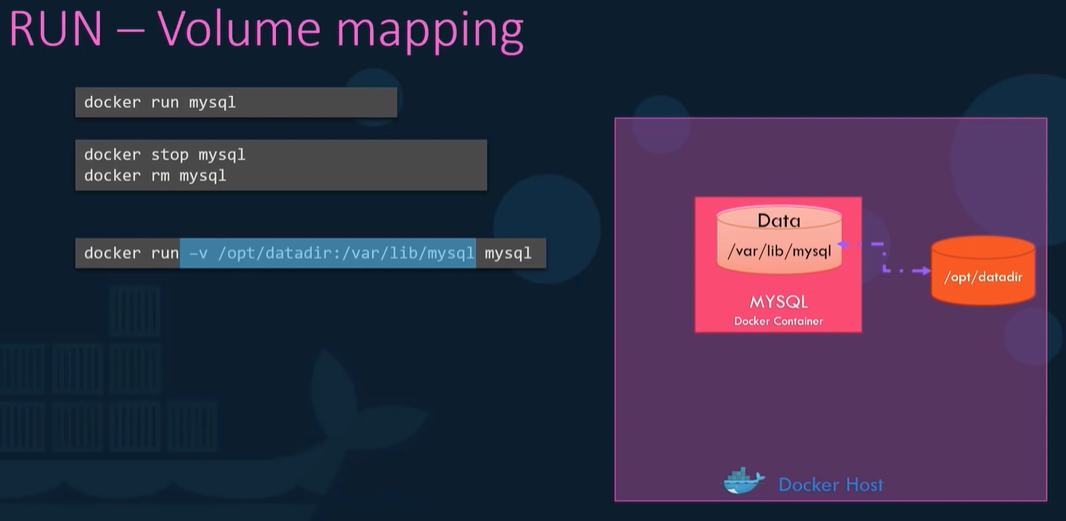 RUN – Volume mapping
docker run mysql
docker stop mysql
docker rm mysql
docker run -v /opt/datadir:/var/lib/mysql mysql
Data
/var/lib/mysql
/opt/datadir
MYSQL
Docker Container
Docker Host